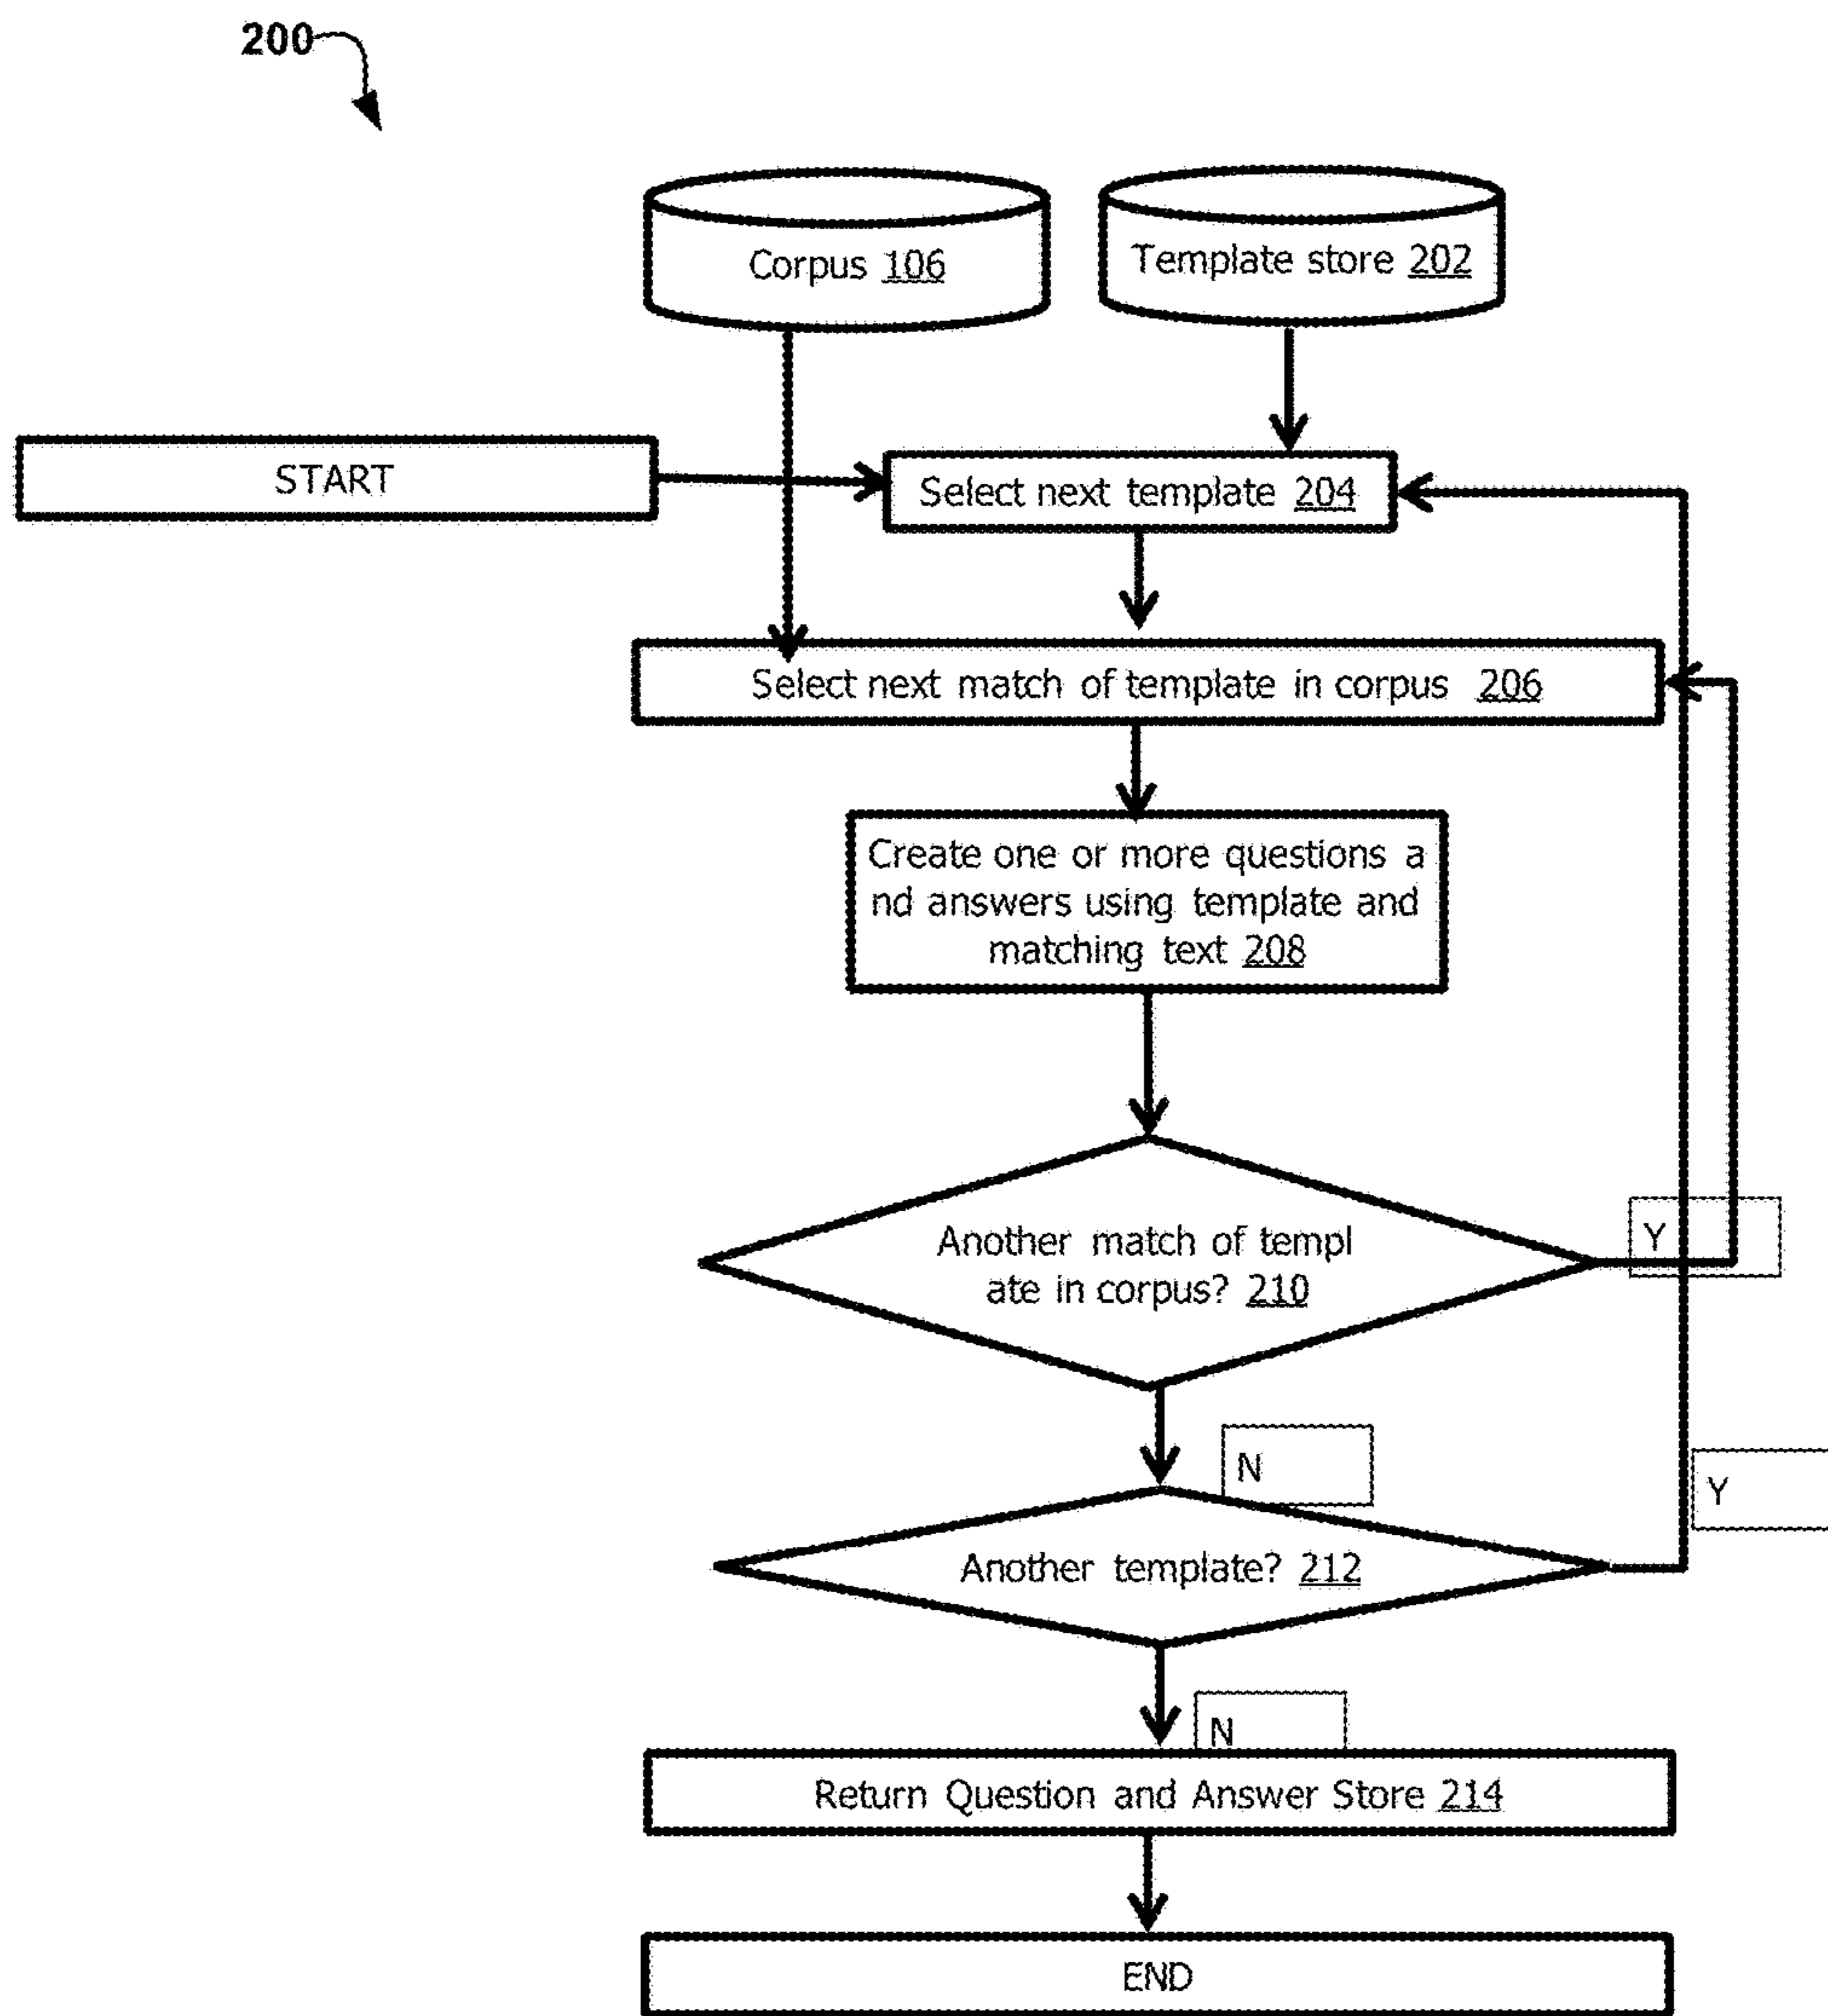 200
Corpus 106
Template store 202
START
Select next template 204
Select next match of template in corpus 206
Create one or more questions a
nd answers using template and
matching text 208
Another match of templ
ate in corpus? 210
Y
N
Y
Another template? 212
N
Return Question and Answer Store 214
END